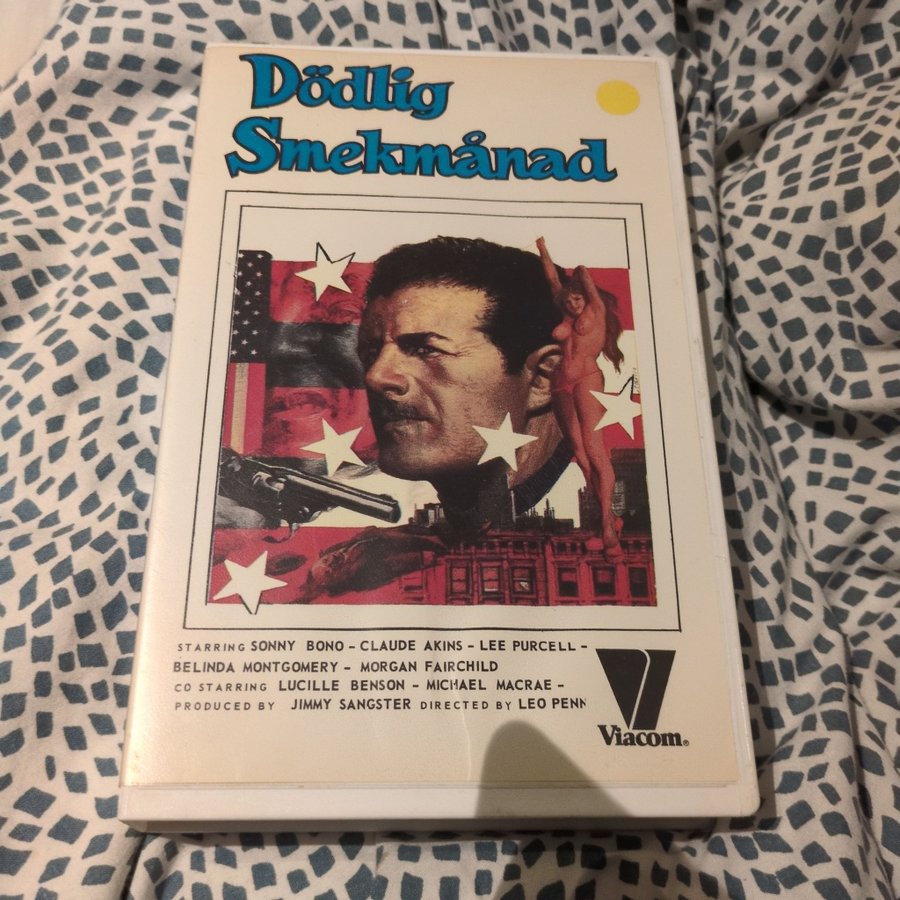 Dödlig
Smekmånad
STARRING SONNY BONO - CLAUDE AKINS - LEE PURCELL -
BELINDA MONTGOMERY - MORGAN FAIRCHILD
CO STARRING LUCILLE BENSON - MICHAEL MACRAE -
PRODUCED BY JIMMY SANGSTER DIRECTED BY LEO PENN
Viacom®